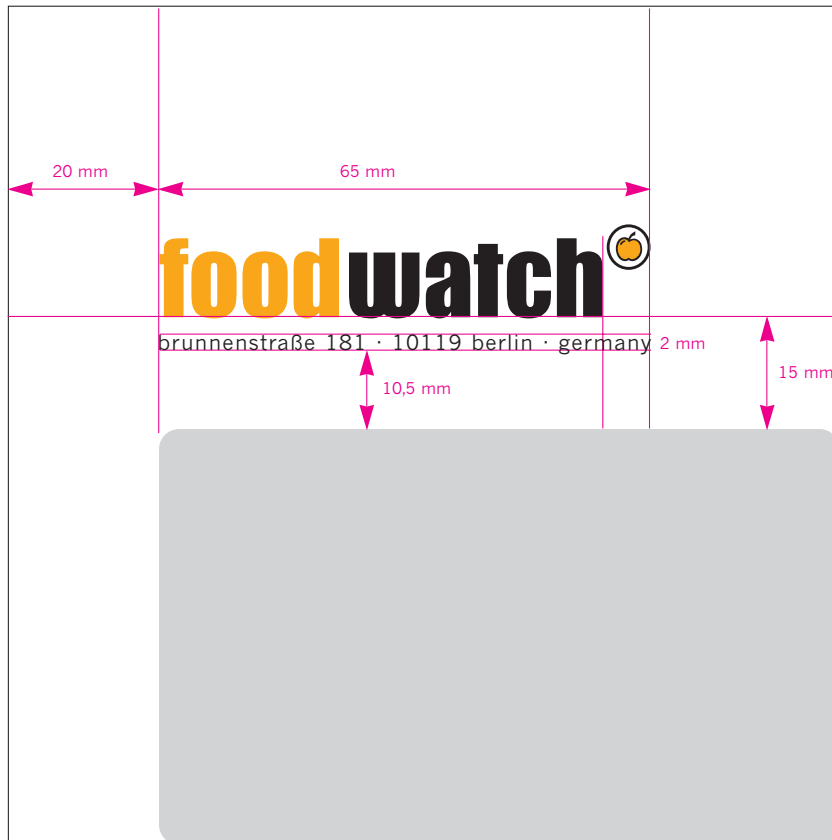 20 mm
65 mm
foodwatch
brunnenstraße 181 · 10119 berlin · germany
2 mm
10,5 mm
15 mm